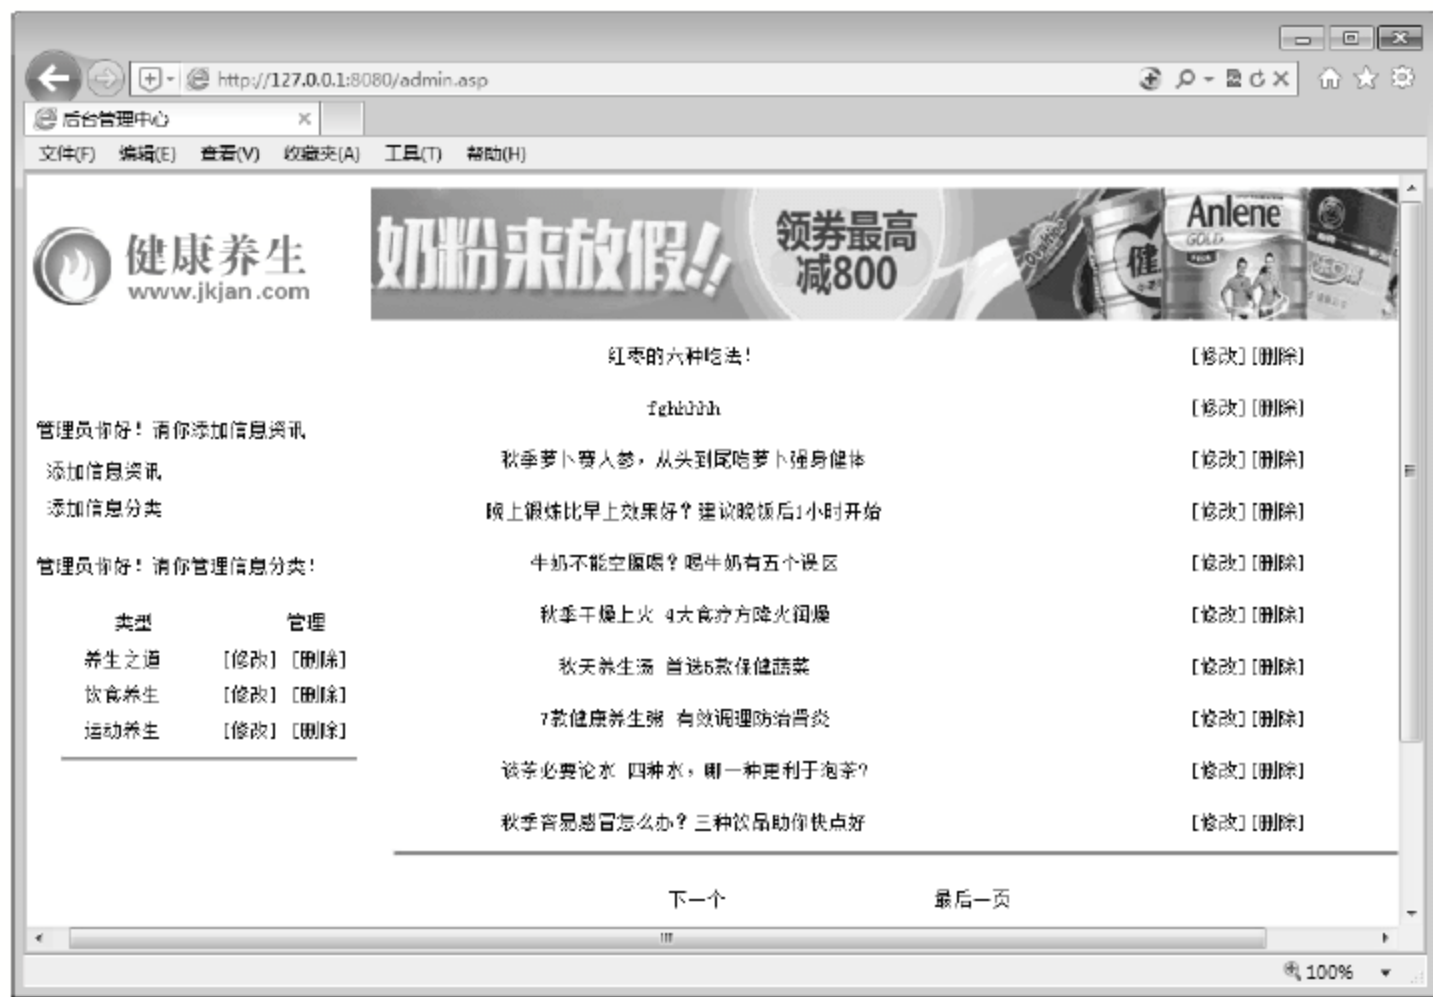 http://127.0.0.1:8080/admin.asp
后台管理中心
文件(F) 编辑(E) 查看(V) 收藏夹(A) 工具(T) 帮助(H)
健康养生
www.jkjan.com
奶粉来放假!!
领券最高
减800
Anlene
GOLD
健
管理员你好！请你添加信息资讯
添加信息资讯
添加信息分类
管理员你好！请你管理信息分类！
类型 管理
养生之道 [修改] [删除]
饮食养生 [修改] [删除]
运动养生 [修改] [删除]
红枣的六种吃法！ [修改] [删除]
fghhhhh [修改] [删除]
秋季萝卜赛人参，从头到尾吃萝卜强身健体 [修改] [删除]
晚上锻炼比早上效果好？建议晚饭后1小时开始 [修改] [删除]
牛奶不能空腹喝？喝牛奶有五个误区 [修改] [删除]
秋季干燥上火 4大食疗方降火润燥 [修改] [删除]
秋天养生汤 首选5款保健蔬菜 [修改] [删除]
7款健康养生粥 有效调理防治胃炎 [修改] [删除]
谈茶必要论水 四种水，哪一种更利于泡茶? [修改] [删除]
秋季容易感冒怎么办？三种饮品助你快点好 [修改] [删除]
下一个 最后一页
100%